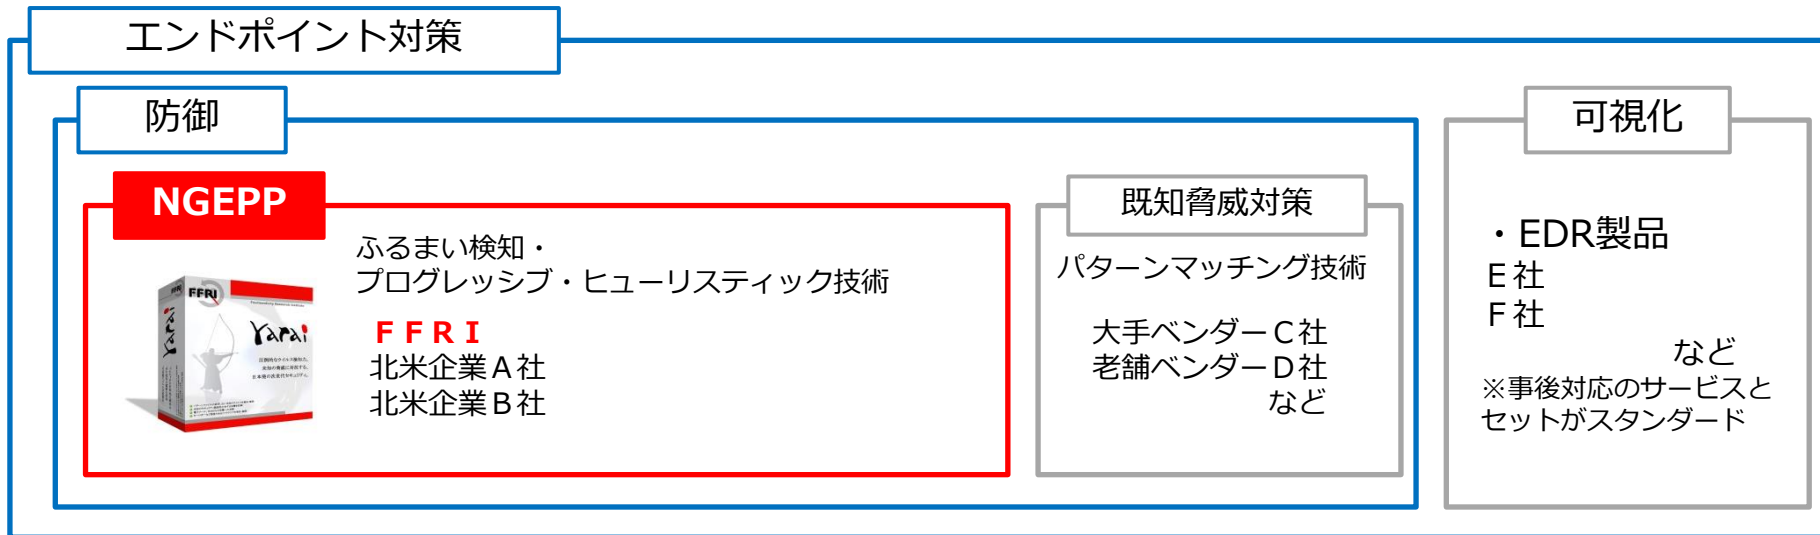 エンドポイント対策
防御
可視化
NGEPP
既知脅威対策
ふるまい検知・
プログレッシブ・ヒューリスティック技術
ＦＦＲＩ
北米企業Ａ社
北米企業Ｂ社
FFRI
Yarai
パターンマッチング技術
大手ベンダーＣ社
老舗ベンダーＤ社
など
・EDR製品
Ｅ社
Ｆ社
など
※事後対応のサービスと
セットがスタンダード